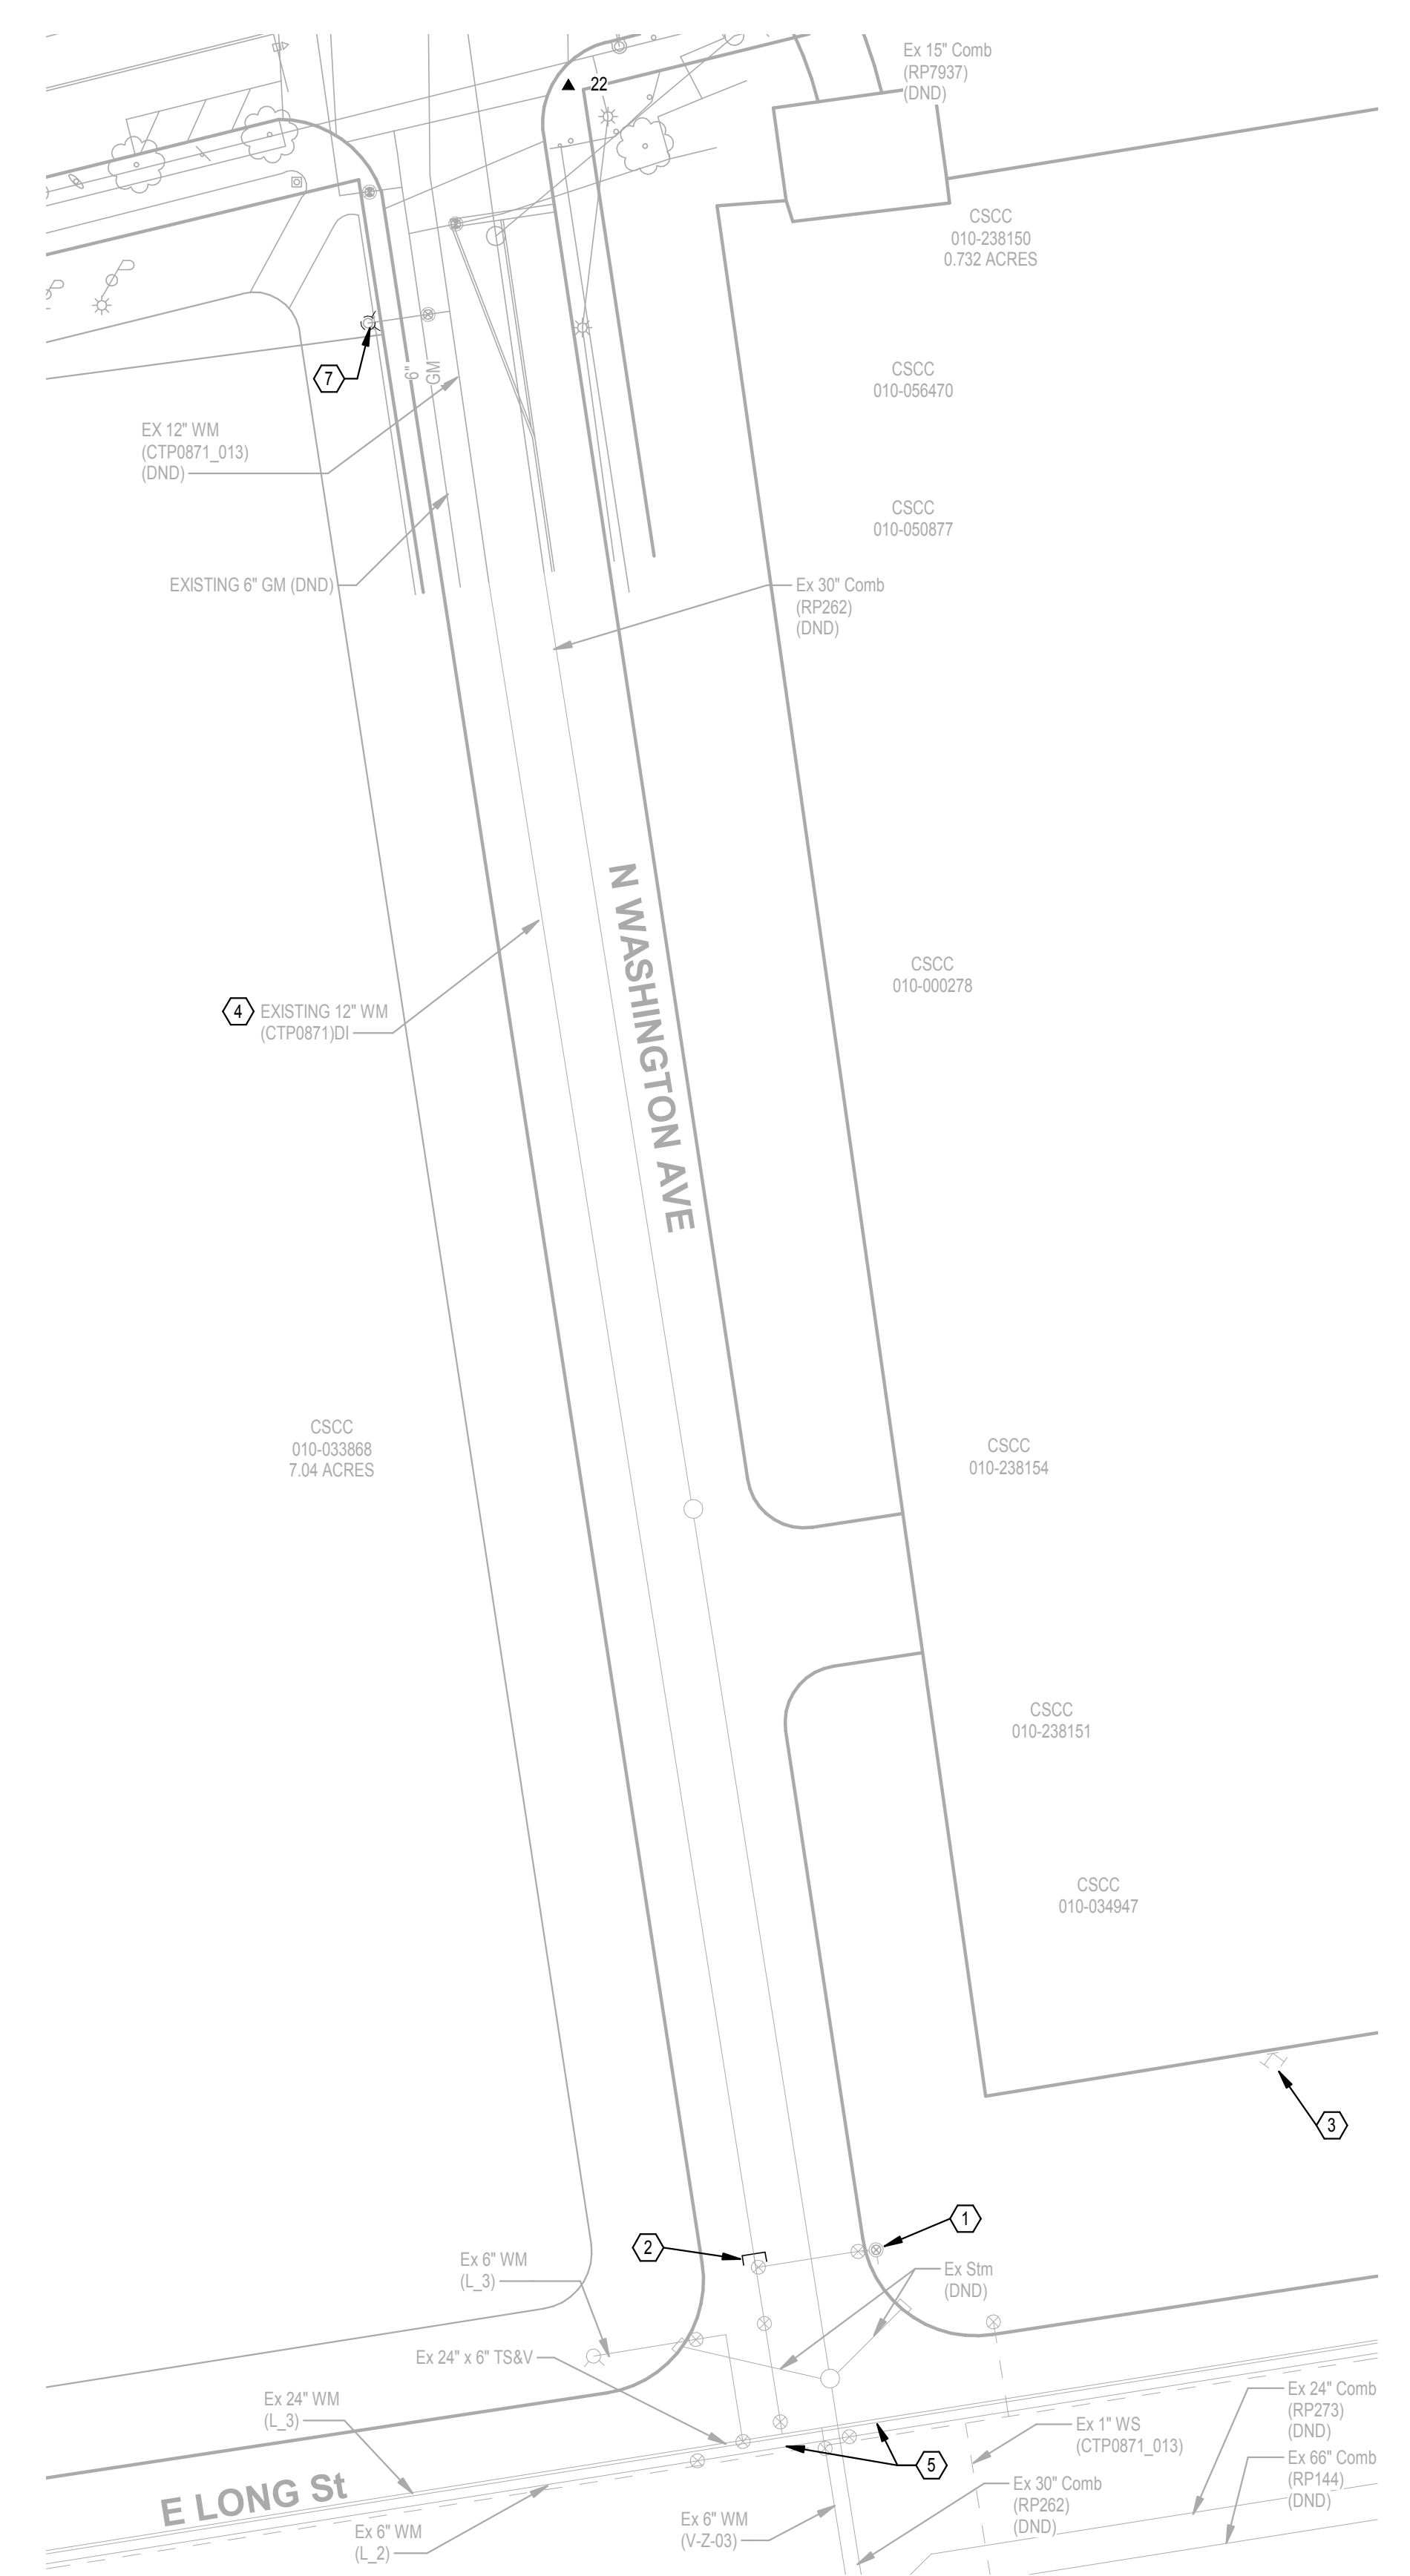 Ex 15" Comb
(RP7937)
(DND)
22
CSCC
010-238150
0.732 ACRES
7
6"
GM
CSCC
010-056470
EX 12" WM
(CTP0871_013)
(DND)
CSCC
010-050877
EXISTING 6" GM (DND)
Ex 30" Comb
(RP262)
(DND)
N WASHINGTON AVE
CSCC
010-000278
4
EXISTING 12" WM
(CTP0871)DI
CSCC
010-033868
7.04 ACRES
CSCC
010-238154
CSCC
010-238151
CSCC
010-034947
3
1
2
Ex 6" WM
(L_3)
Ex Stm
(DND)
Ex 24" x 6" TS&V
Ex 24" WM
(L_3)
Ex 24" Comb
(RP273)
(DND)
Ex 1" WS
(CTP0871_013)
5
Ex 66" Comb
(RP144)
(DND)
E LONG St
Ex 30" Comb
(RP262)
(DND)
Ex 6" WM
(V-Z-03)
Ex 6" WM
(L_2)